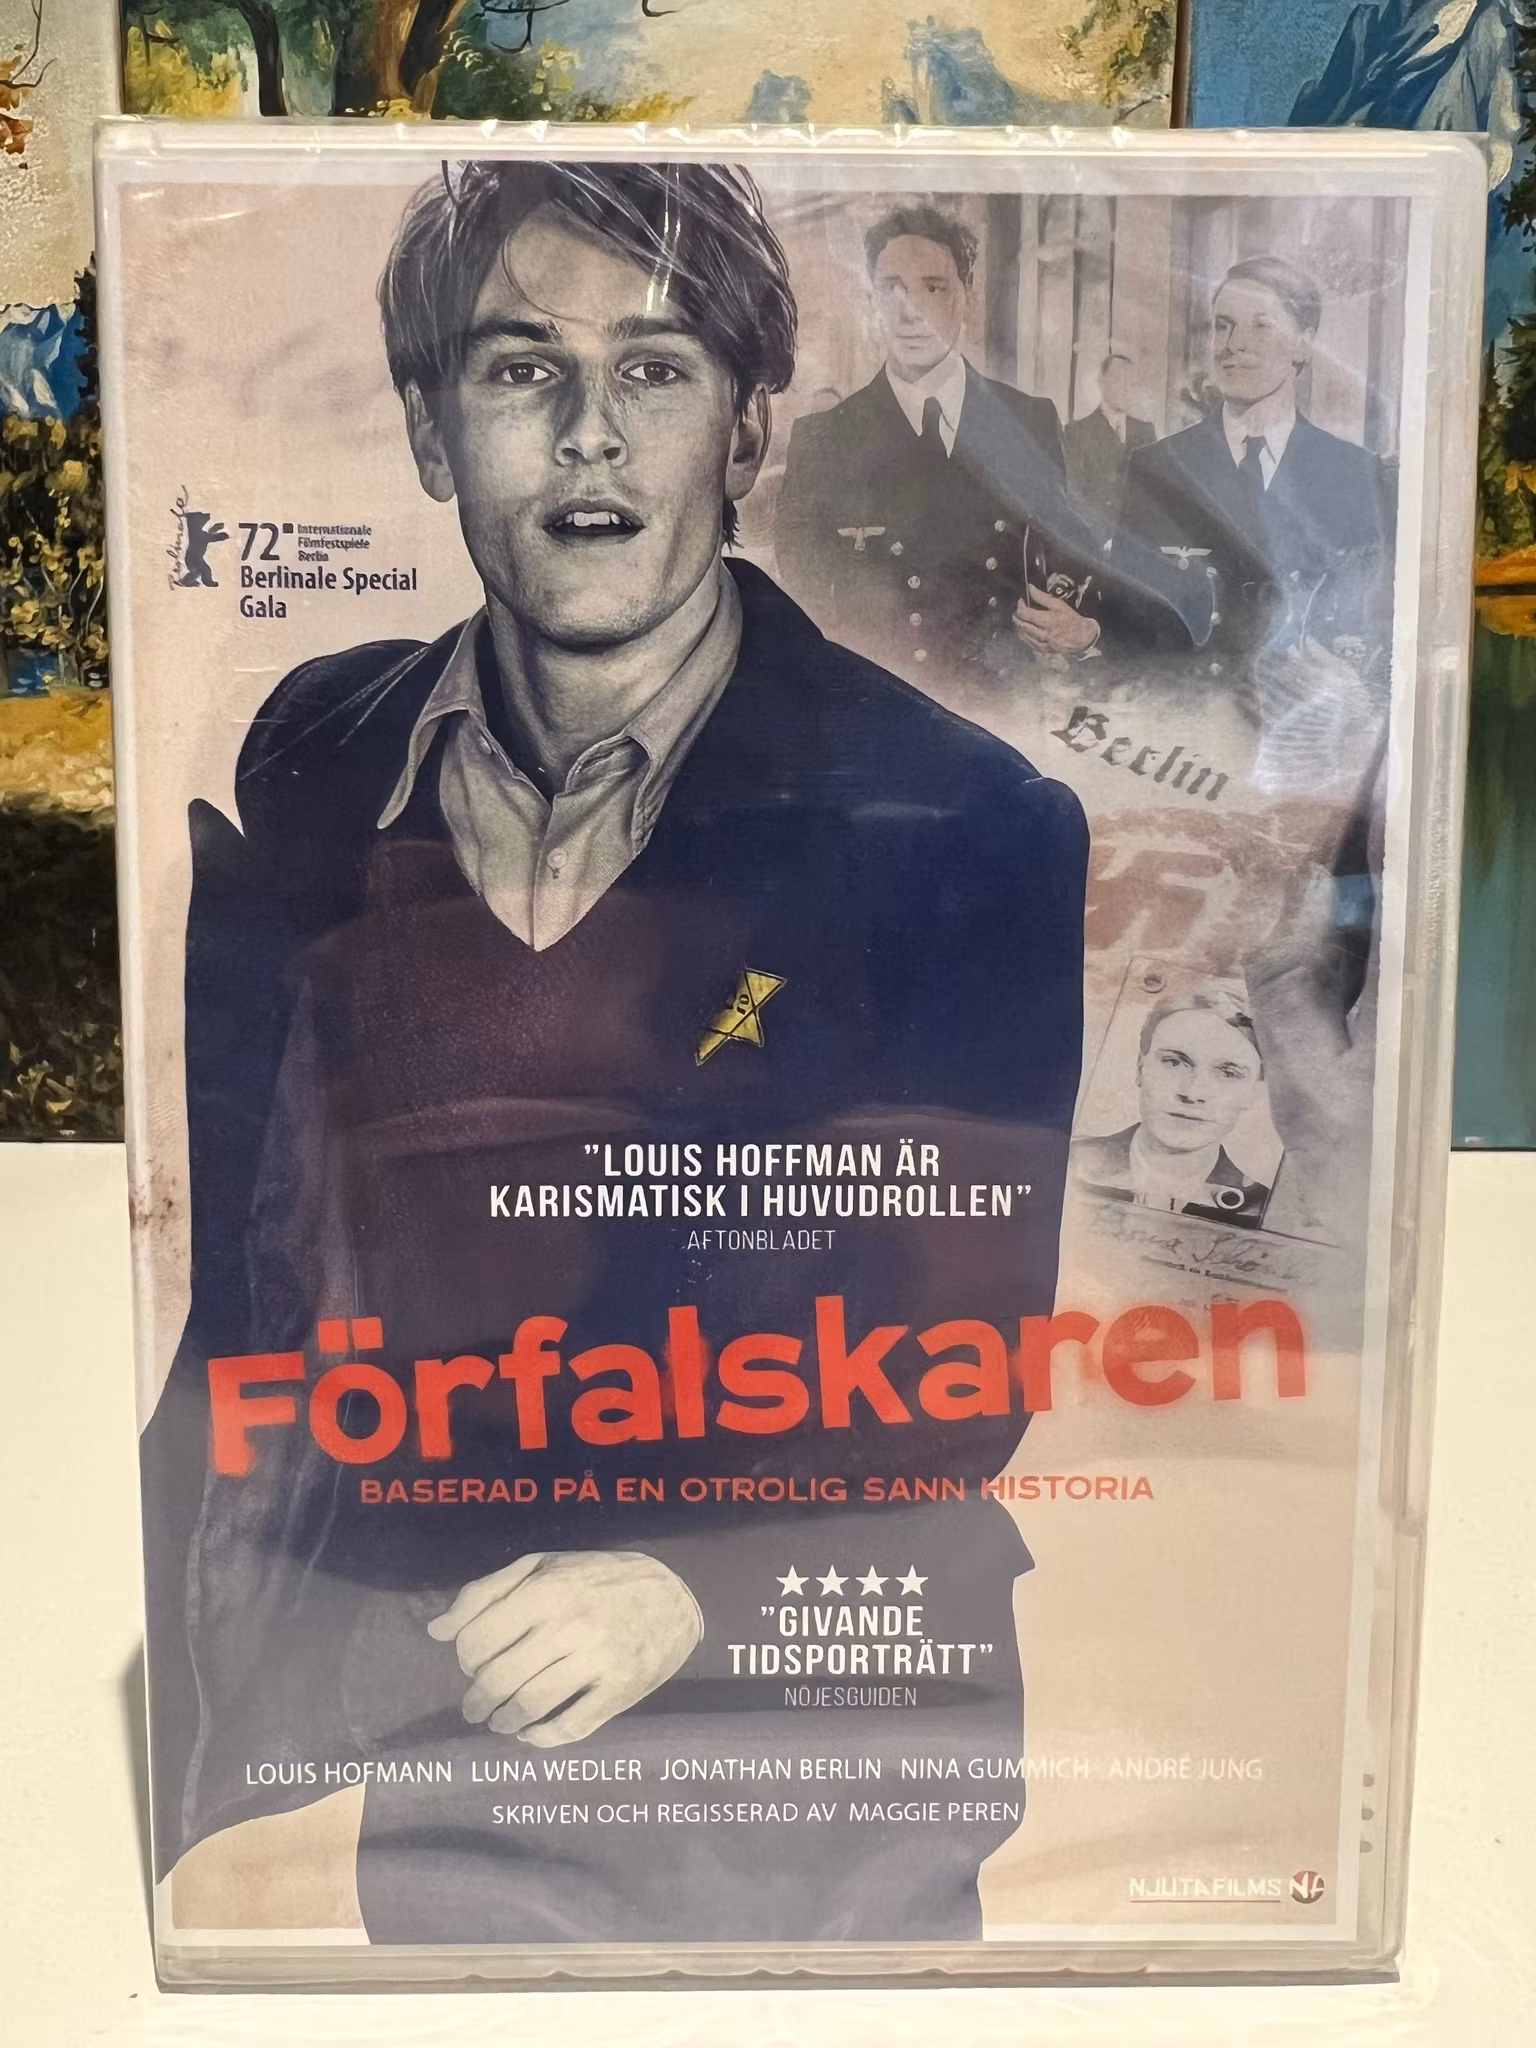 Berlinale
72
Internationale
Filmfestspiele
Berlin
Berlinale Special
Gala
Berlin
"LOUIS HOFFMAN ÄR
KARISMATISK I HUVUDROLLEN"
AFTONBLADET
Förfalskaren
BASERAD PÅ EN OTROLIG SANN HISTORIA
"GIVANDE
TIDSPORTRÄTT"
NÖJESGUIDEN
LOUIS HOFMANN LUNA WEDLER JONATHAN BERLIN NINA GUMMICH ANDRÉ JUNG
SKRIVEN OCH REGISSERAD AV MAGGIE PEREN
NJUTAFILMS NF